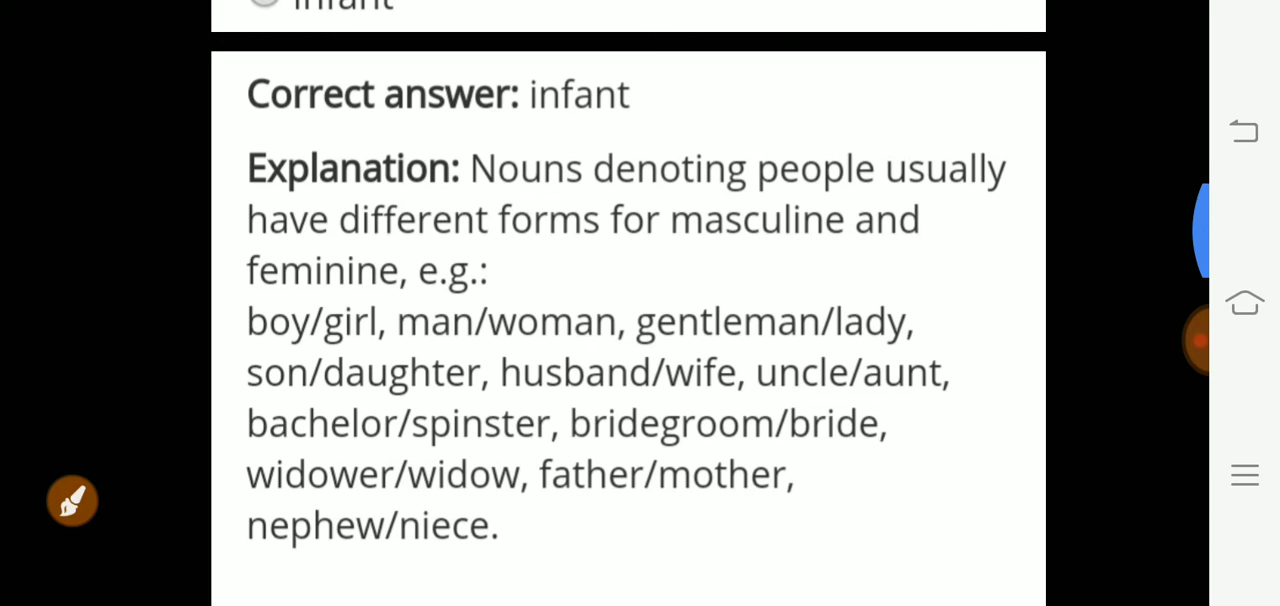 infant
Correct answer: infant
Explanation: Nouns denoting people usually
have different forms for masculine and
feminine, e.g.:
boy/girl, man/woman, gentleman/lady,
son/daughter, husband/wife, uncle/aunt,
bachelor/spinster, bridegroom/bride,
widower/widow, father/mother,
nephew/niece.